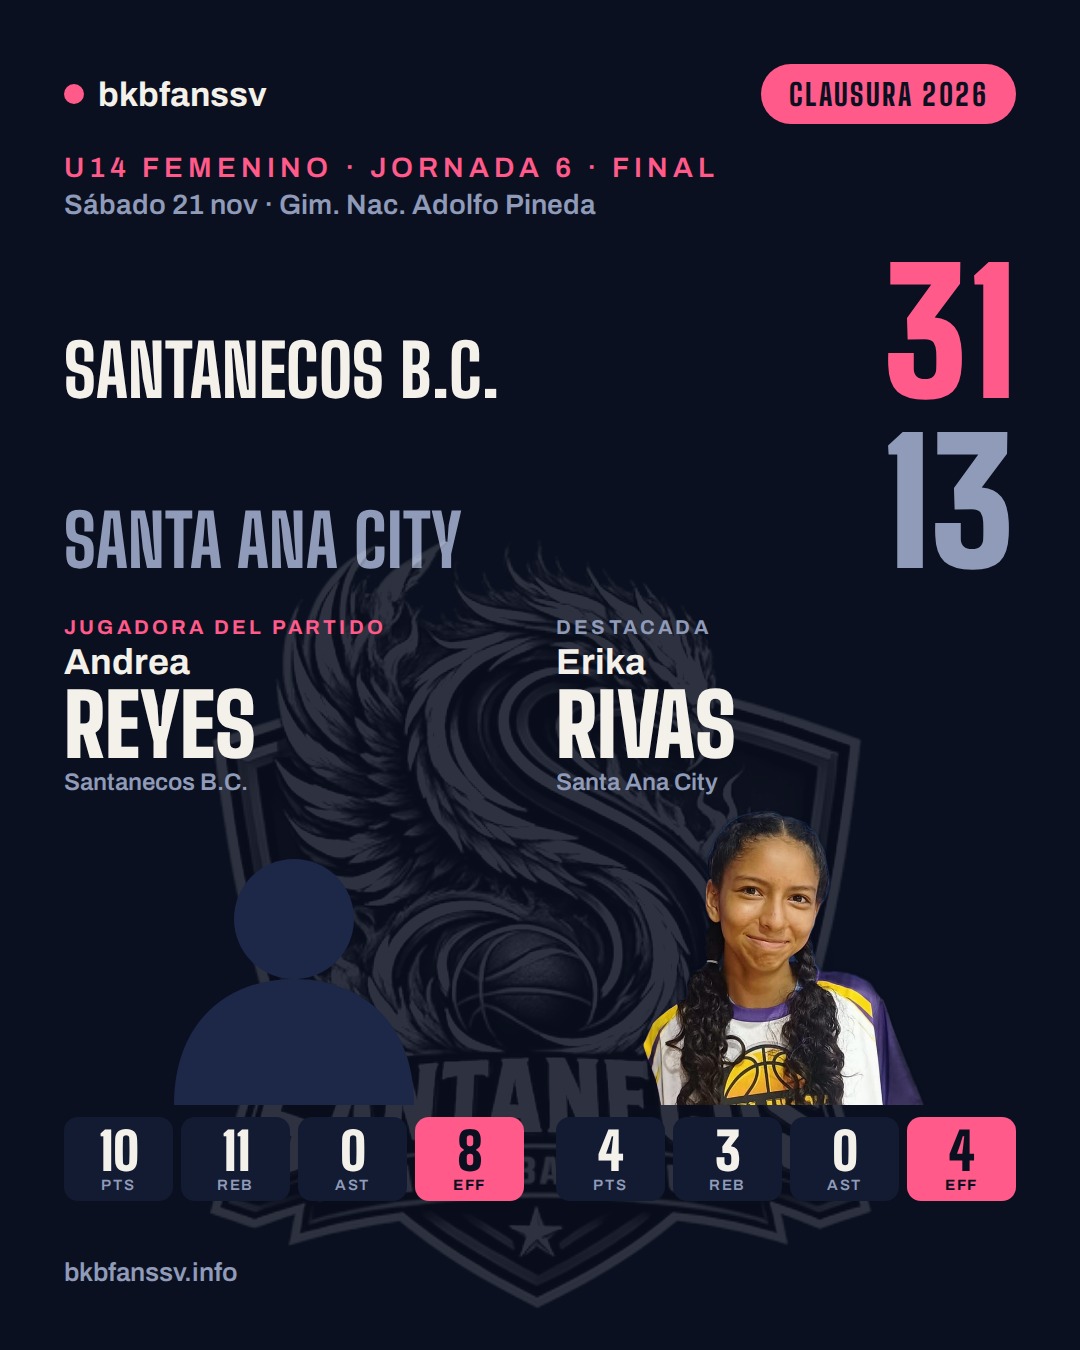 bkbfanssv
CLAUSURA 2026
U14 FEMENINO · JORNADA 6 · FINAL
Sábado 21 nov · Gim. Nac. Adolfo Pineda
SANTANECOS B.C. 31
SANTA ANA CITY 13
JUGADORA DEL PARTIDO
Andrea
REYES
Santanecos B.C.
DESTACADA
Erika
RIVAS
Santa Ana City
10 PTS
11 REB
0 AST
8 EFF
4 PTS
3 REB
0 AST
4 EFF
bkbfanssv.info